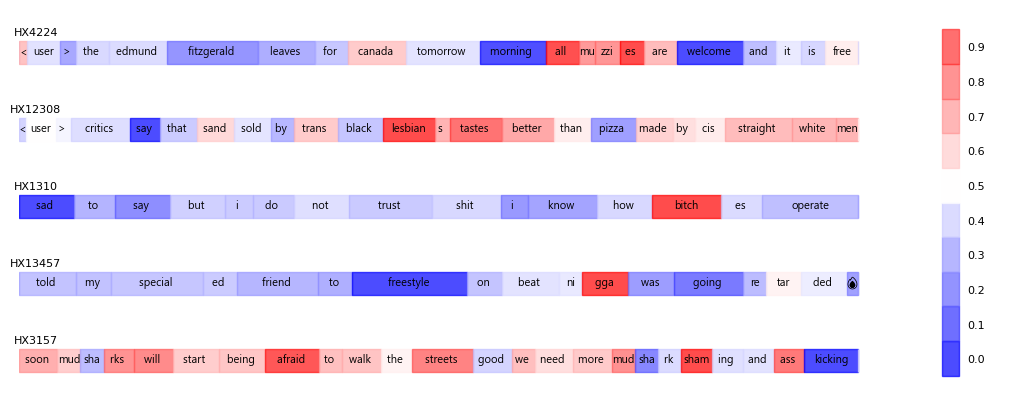 HX4224
< user > the edmund fitzgerald leaves for canada tomorrow morning all mu zzi es are welcome and it is free
HX12308
< user > critics say that sand sold by trans black lesbian s tastes better than pizza made by cis straight white men
HX1310
sad to say but i do not trust shit i know how bitch es operate
HX13457
told my special ed friend to freestyle on beat ni gga was going re tar ded
HX3157
soon mud sha rks will start being afraid to walk the streets good we need more mud sha rk sham ing and ass kicking
0.9
0.8
0.7
0.6
0.5
0.4
0.3
0.2
0.1
0.0